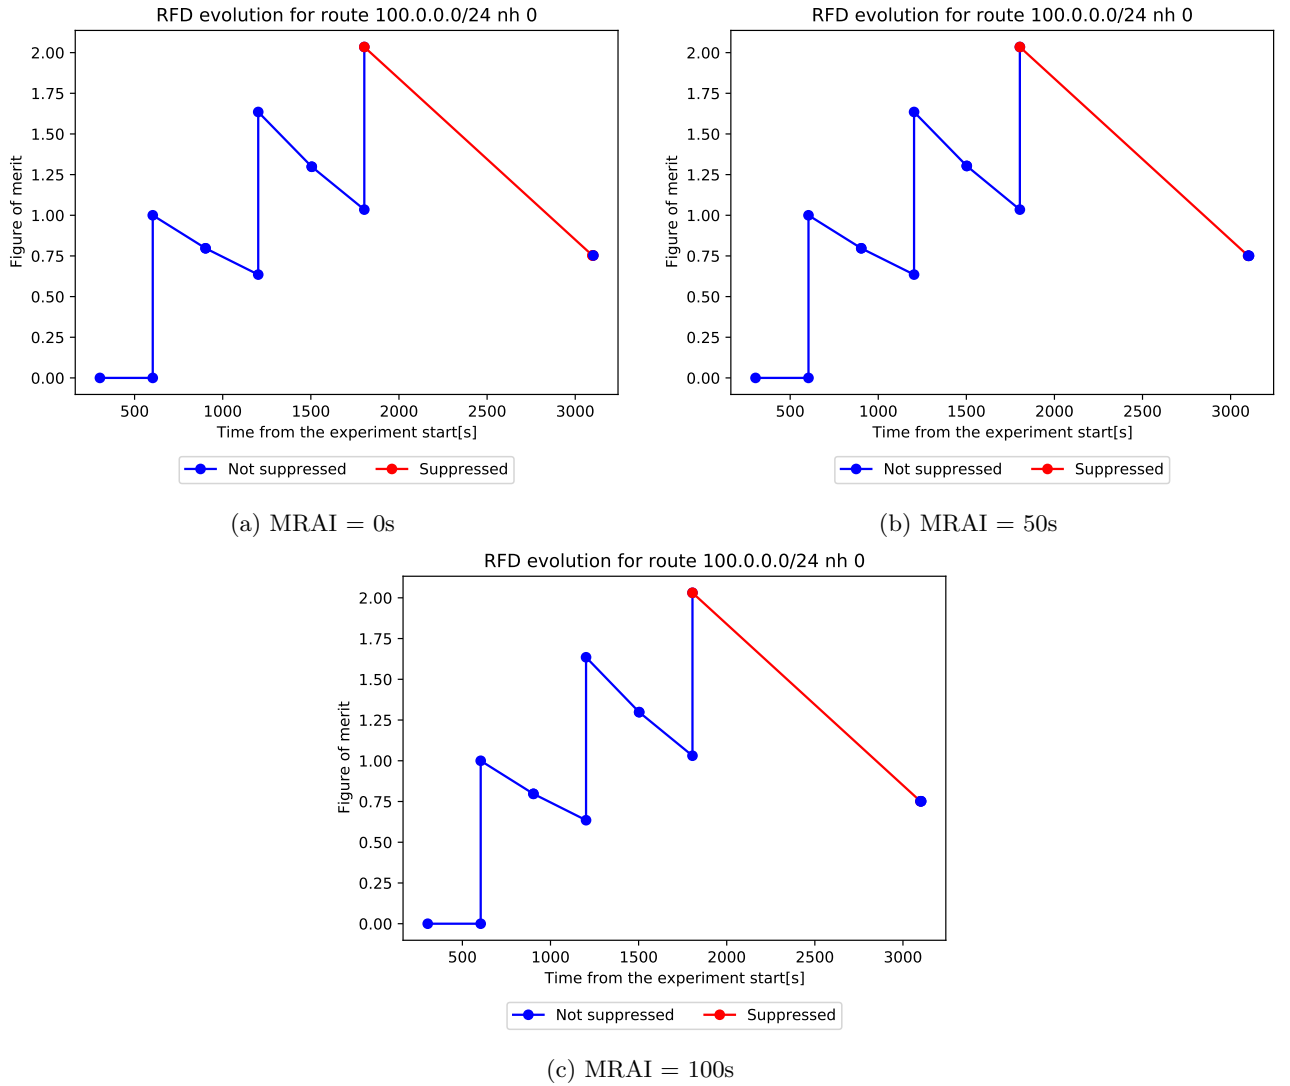 RFD evolution for route 100.0.0.0/24 nh 0
Figure of merit
2.00
1.75
1.50
1.25
1.00
0.75
0.50
0.25
0.00
500 1000 1500 2000 2500 3000
Time from the experiment start[s]
Not suppressed Suppressed
(a) MRAI = 0s
RFD evolution for route 100.0.0.0/24 nh 0
Figure of merit
2.00
1.75
1.50
1.25
1.00
0.75
0.50
0.25
0.00
500 1000 1500 2000 2500 3000
Time from the experiment start[s]
Not suppressed Suppressed
(b) MRAI = 50s
RFD evolution for route 100.0.0.0/24 nh 0
Figure of merit
2.00
1.75
1.50
1.25
1.00
0.75
0.50
0.25
0.00
500 1000 1500 2000 2500 3000
Time from the experiment start[s]
Not suppressed Suppressed
(c) MRAI = 100s